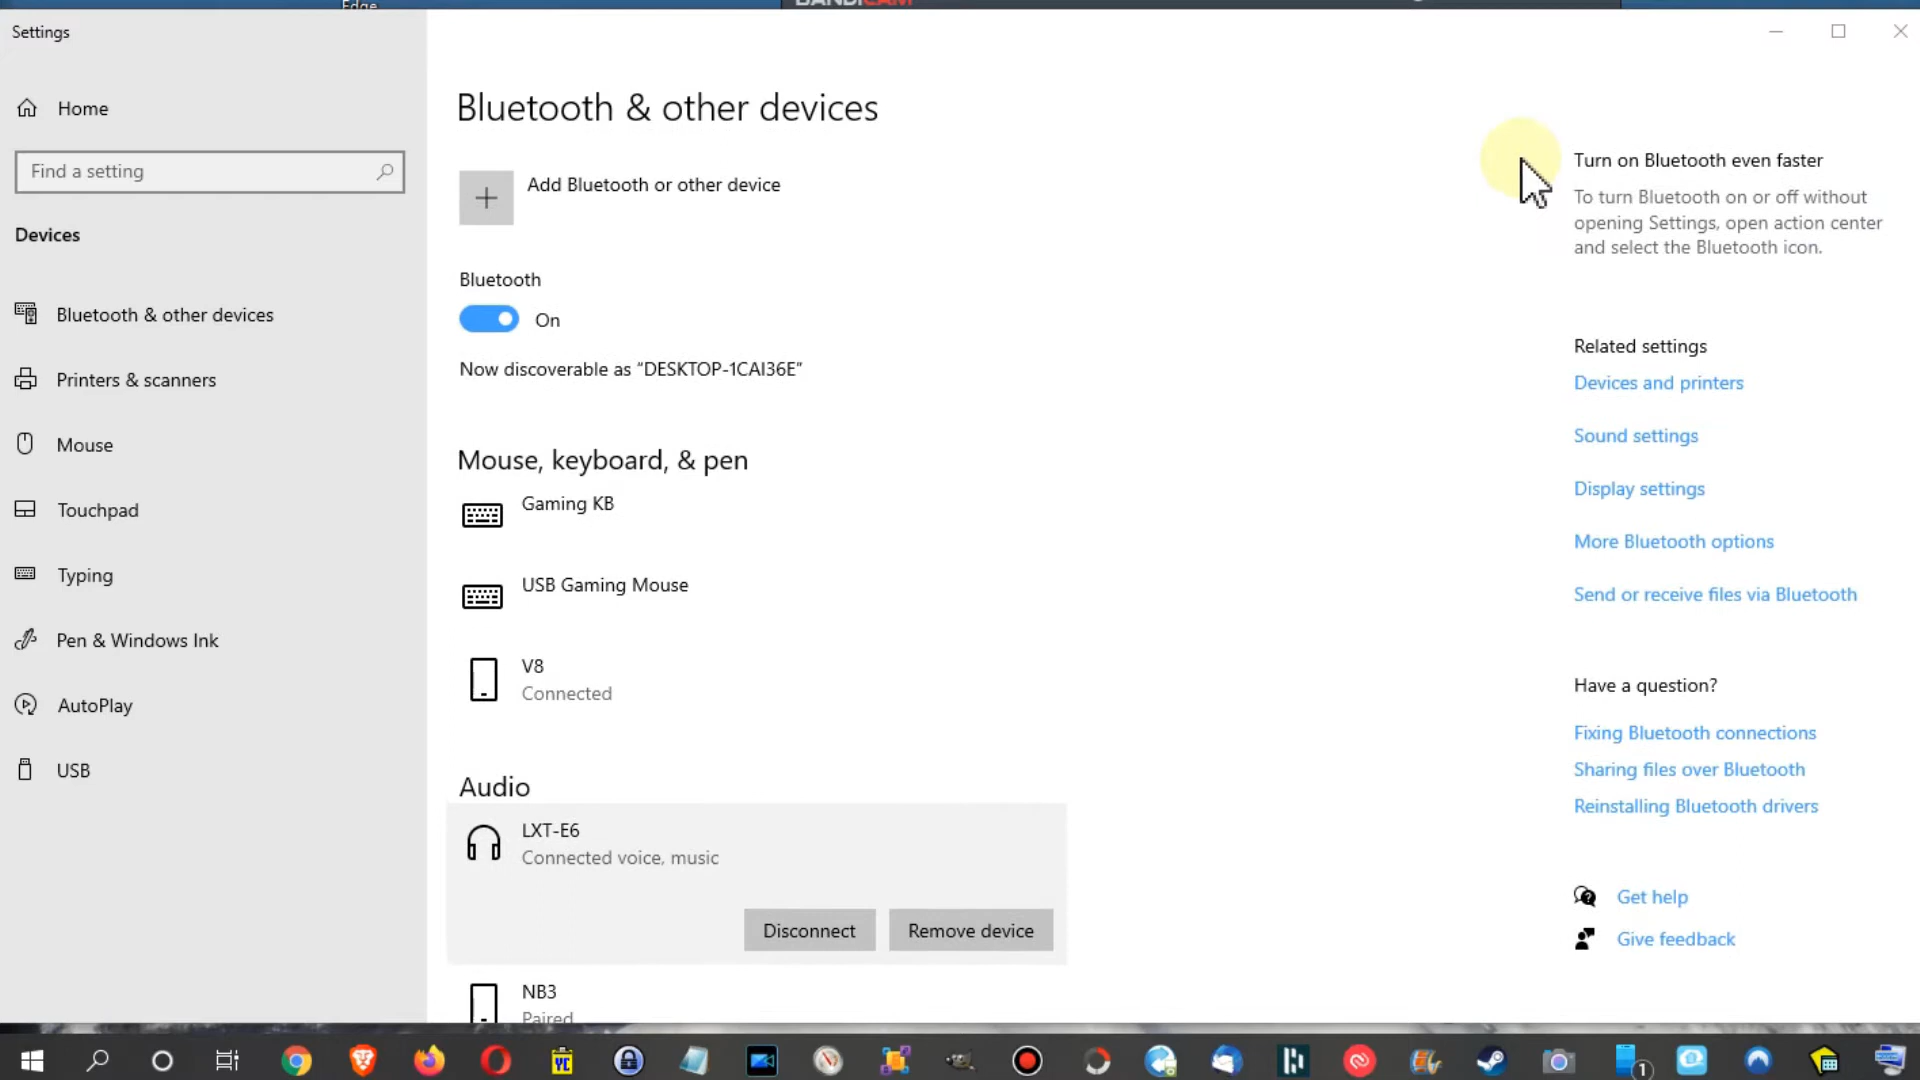 Edge
BANDICAM
Settings
Home
Find a setting
Devices
Bluetooth & other devices
Printers & scanners
Mouse
Touchpad
Typing
Pen & Windows Ink
AutoPlay
USB
Bluetooth & other devices
Add Bluetooth or other device
Bluetooth
On
Now discoverable as “DESKTOP-1CAI36E”
Mouse, keyboard, & pen
Gaming KB
USB Gaming Mouse
V8
Connected
Audio
LXT-E6
Connected voice, music
Disconnect
Remove device
NB3
Paired
Turn on Bluetooth even faster
To turn Bluetooth on or off without
opening Settings, open action center
and select the Bluetooth icon.
Related settings
Devices and printers
Sound settings
Display settings
More Bluetooth options
Send or receive files via Bluetooth
Have a question?
Fixing Bluetooth connections
Sharing files over Bluetooth
Reinstalling Bluetooth drivers
Get help
Give feedback
YC
1